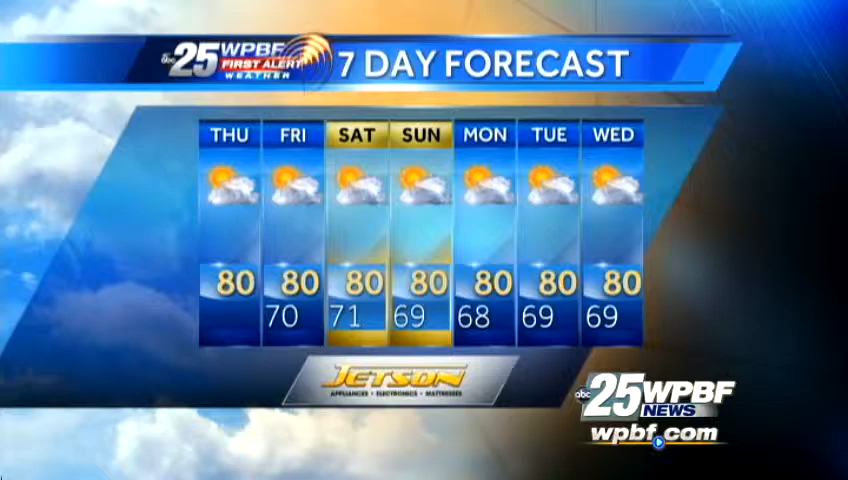 abc 25 WPBF
FIRST ALERT
WEATHER
7 DAY FORECAST
THU FRI SAT SUN MON TUE WED
80 80 80 80 80 80 80
70 71 69 68 69 69
JETSON
APPLIANCES • ELECTRONICS • MATTRESSES
abc 25 WPBF
NEWS
wpbf.com